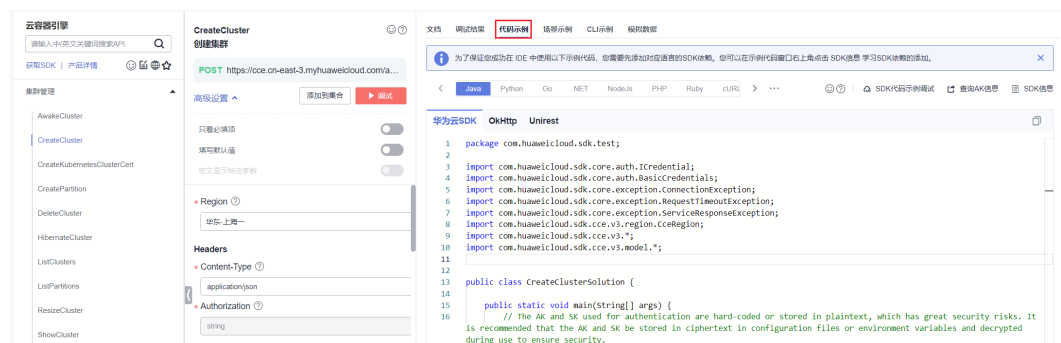 云容器引擎
请输入中/英文关键词搜索API
获取SDK | 产品详情
集群管理
AwakeCluster
CreateCluster
CreateKubernetesClusterCert
CreatePartition
DeleteCluster
HibernateCluster
ListClusters
ListPartitions
ResizeCluster
ShowCluster
CreateCluster
创建集群
POST https://cce.cn-east-3.myhuaweicloud.com/a...
高级设置
添加到集合
调试
只看必填项
填写默认值
密文显示特定参数
* Region
华东-上海一
Headers
* Content-Type
application/json
* Authorization
string
文档 调试结果 代码示例 场景示例 CLI示例 模拟数据
为了保证您成功在 IDE 中使用以下示例代码，您需要先添加对应语言的SDK依赖。您可以在示例代码窗口右上角点击 SDK信息 学习SDK依赖的添加。
Java Python Go .NET NodeJs PHP Ruby cURL ...
SDK代码示例调试 查询AK信息 SDK信息
华为云SDK OkHttp Unirest
1 package com.huaweicloud.sdk.test;
2
3 import com.huaweicloud.sdk.core.auth.ICredential;
4 import com.huaweicloud.sdk.core.auth.BasicCredentials;
5 import com.huaweicloud.sdk.core.exception.ConnectionException;
6 import com.huaweicloud.sdk.core.exception.RequestTimeoutException;
7 import com.huaweicloud.sdk.core.exception.ServiceResponseException;
8 import com.huaweicloud.sdk.cce.v3.region.CceRegion;
9 import com.huaweicloud.sdk.cce.v3.*;
10 import com.huaweicloud.sdk.cce.v3.model.*;
11
12
13 public class CreateClusterSolution {
14
15 public static void main(String[] args) {
16 // The AK and SK used for authentication are hard-coded or stored in plaintext, which has great security risks. It
is recommended that the AK and SK be stored in ciphertext in configuration files or environment variables and decrypted
during use to ensure security.